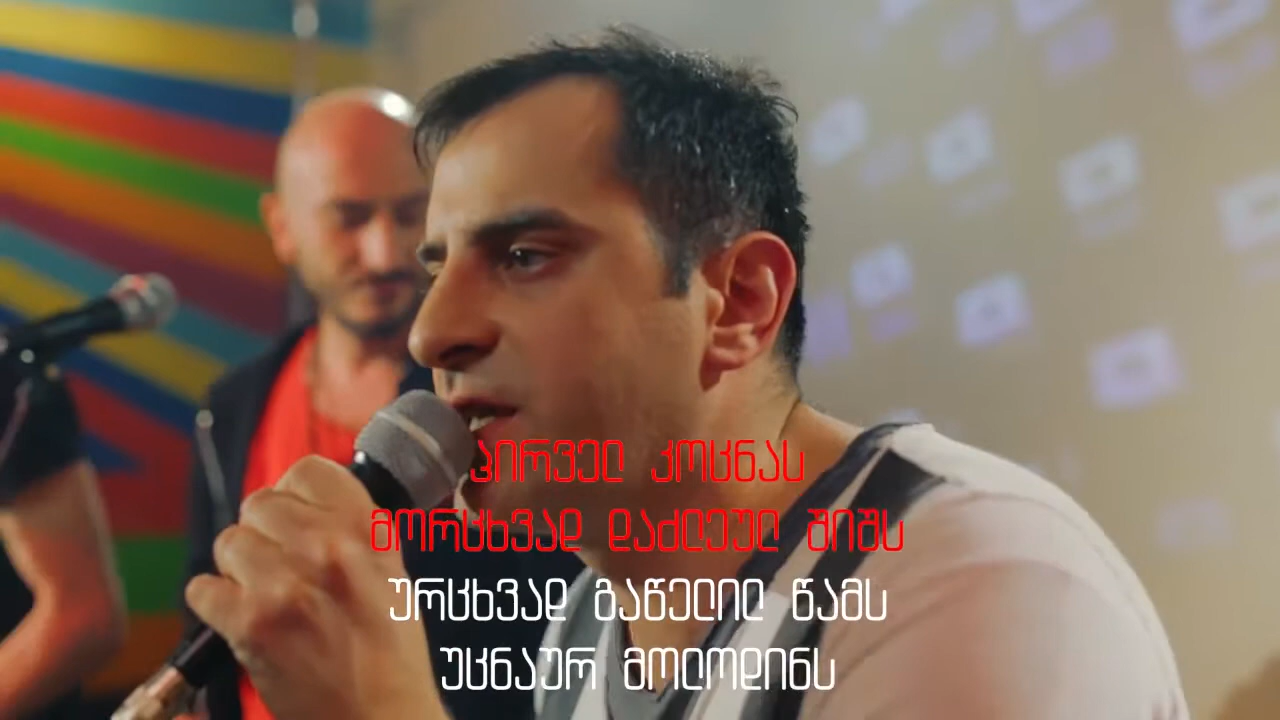 პირველ კოცნას
მორცხვად დაძლეულ შიშს
ურცხვად გაწელილ წამს
უცნაურ მოლოდინს